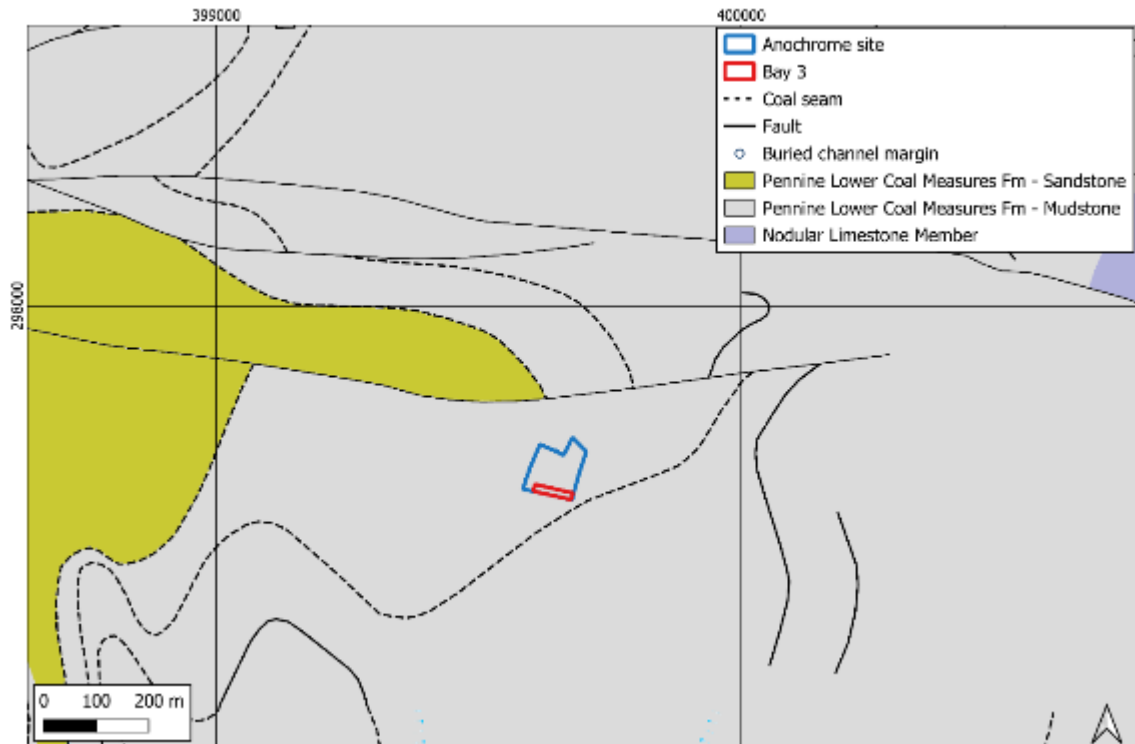 399000
400000
Anochrome site
Bay 3
Coal seam
Fault
Buried channel margin
Pennine Lower Coal Measures Fm - Sandstone
Pennine Lower Coal Measures Fm - Mudstone
Nodular Limestone Member
298000
0 100 200 m